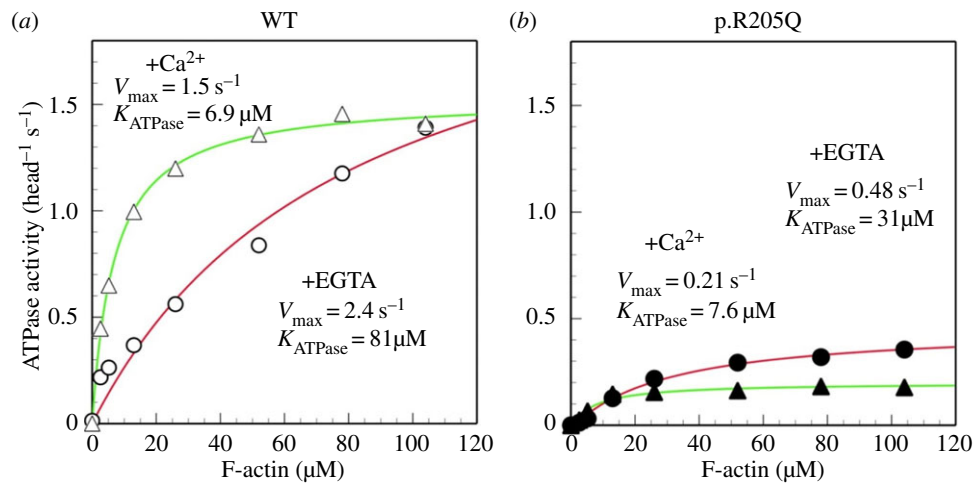 (a) WT
+Ca²⁺
Vmax = 1.5 s⁻¹
KATPase = 6.9 µM
+EGTA
Vmax = 2.4 s⁻¹
KATPase = 81µM
ATPase activity (head⁻¹ s⁻¹)
1.5
1.0
0.5
0
0 20 40 60 80 100 120
F-actin (µM)
(b) p.R205Q
+EGTA
Vmax = 0.48 s⁻¹
KATPase = 31µM
+Ca²⁺
Vmax = 0.21 s⁻¹
KATPase = 7.6 µM
1.5
1.0
0.5
0
0 20 40 60 80 100 120
F-actin (µM)